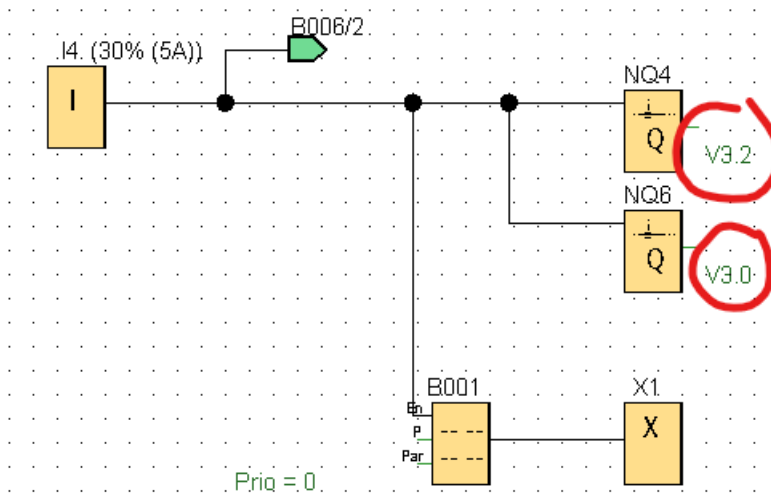 B006/2
I4. (30% (5A))
I
NQ4
Q
V3.2
NQ6
Q
V3.0
B001
X1
En
P
Par
X
Prio = 0